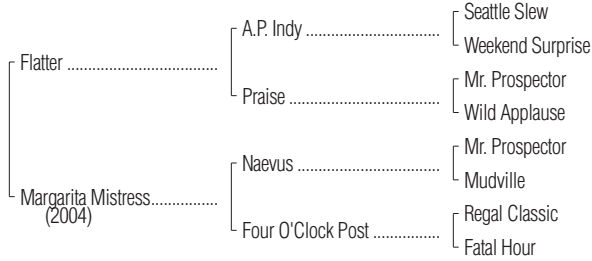 Seattle Slew
A.P. Indy ..............................
Weekend Surprise
Flatter ..................................
Mr. Prospector
Praise ..................................
Wild Applause
Mr. Prospector
Naevus ................................
Mudville
Margarita Mistress...............
(2004)
Regal Classic
Four O'Clock Post ...............
Fatal Hour